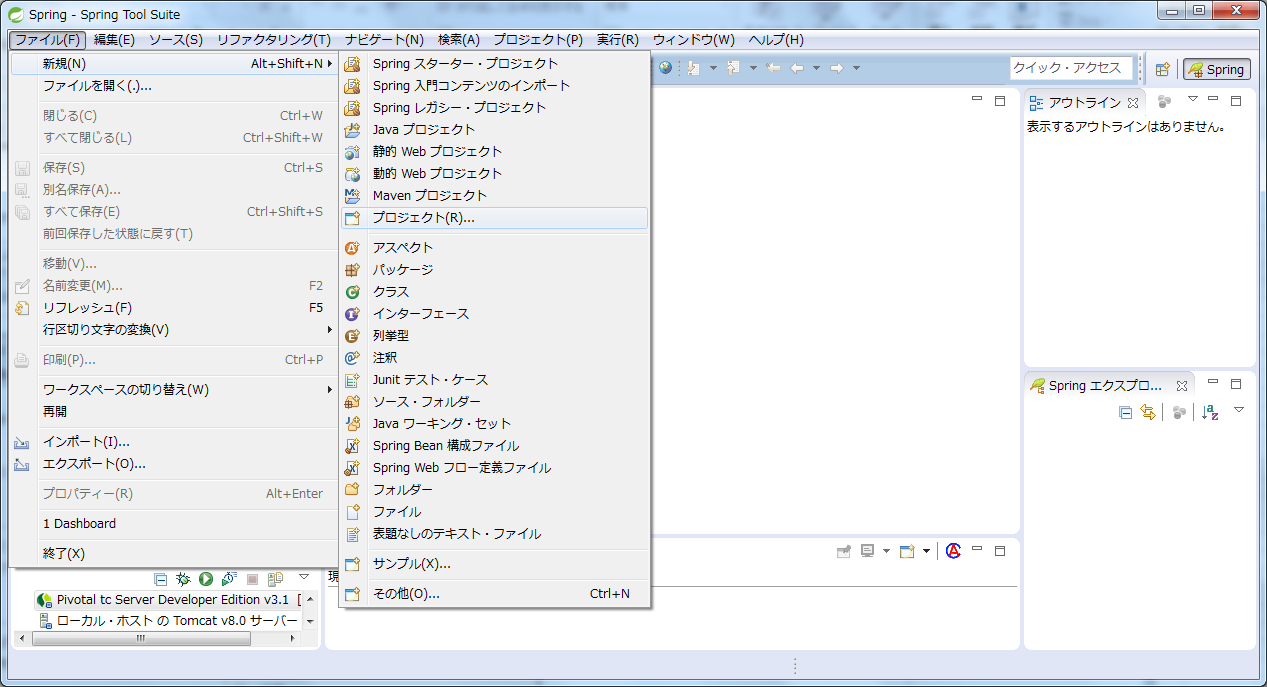 Spring - Spring Tool Suite
ファイル(F) 編集(E) ソース(S) リファクタリング(T) ナビゲート(N) 検索(A) プロジェクト(P) 実行(R) ウィンドウ(W) ヘルプ(H)
新規(N) Alt+Shift+N
ファイルを開く(.)...
閉じる(C) Ctrl+W
すべて閉じる(L) Ctrl+Shift+W
保存(S) Ctrl+S
別名保存(A)...
すべて保存(E) Ctrl+Shift+S
前回保存した状態に戻す(T)
移動(V)...
名前変更(M)... F2
リフレッシュ(F) F5
行区切り文字の変換(V)
印刷(P)... Ctrl+P
ワークスペースの切り替え(W)
再開
インポート(I)...
エクスポート(O)...
プロパティー(R) Alt+Enter
1 Dashboard
終了(X)
Spring スターター・プロジェクト
Spring 入門コンテンツのインポート
Spring レガシー・プロジェクト
Java プロジェクト
静的 Web プロジェクト
動的 Web プロジェクト
Maven プロジェクト
プロジェクト(R)...
アスペクト
パッケージ
クラス
インターフェース
列挙型
注釈
Junit テスト・ケース
ソース・フォルダー
Java ワーキング・セット
Spring Bean 構成ファイル
Spring Web フロー定義ファイル
フォルダー
ファイル
表題なしのテキスト・ファイル
サンプル(X)...
その他(O)... Ctrl+N
クイック・アクセス
Spring
アウトライン
表示するアウトラインはありません。
Spring エクスプロ...
Pivotal tc Server Developer Edition v3.1 [
ローカル・ホスト の Tomcat v8.0 サーバー